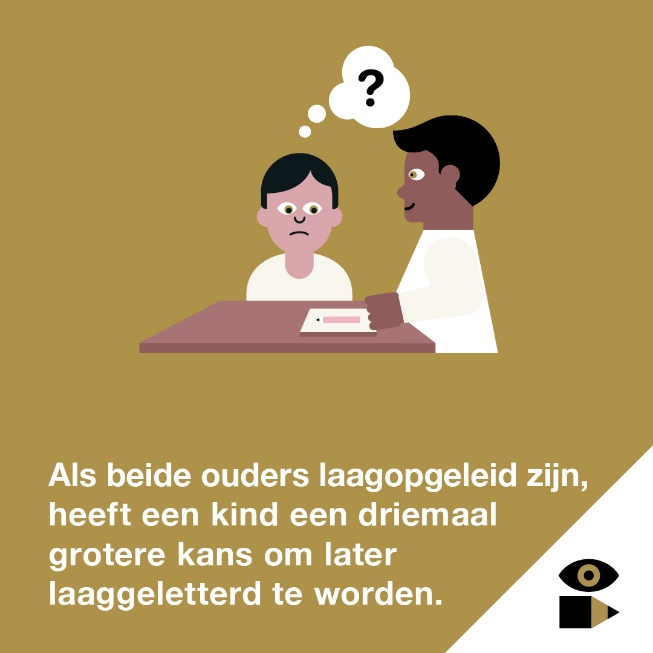 ?
Als beide ouders laagopgeleid zijn,
heeft een kind een driemaal
grotere kans om later
laaggeletterd te worden.